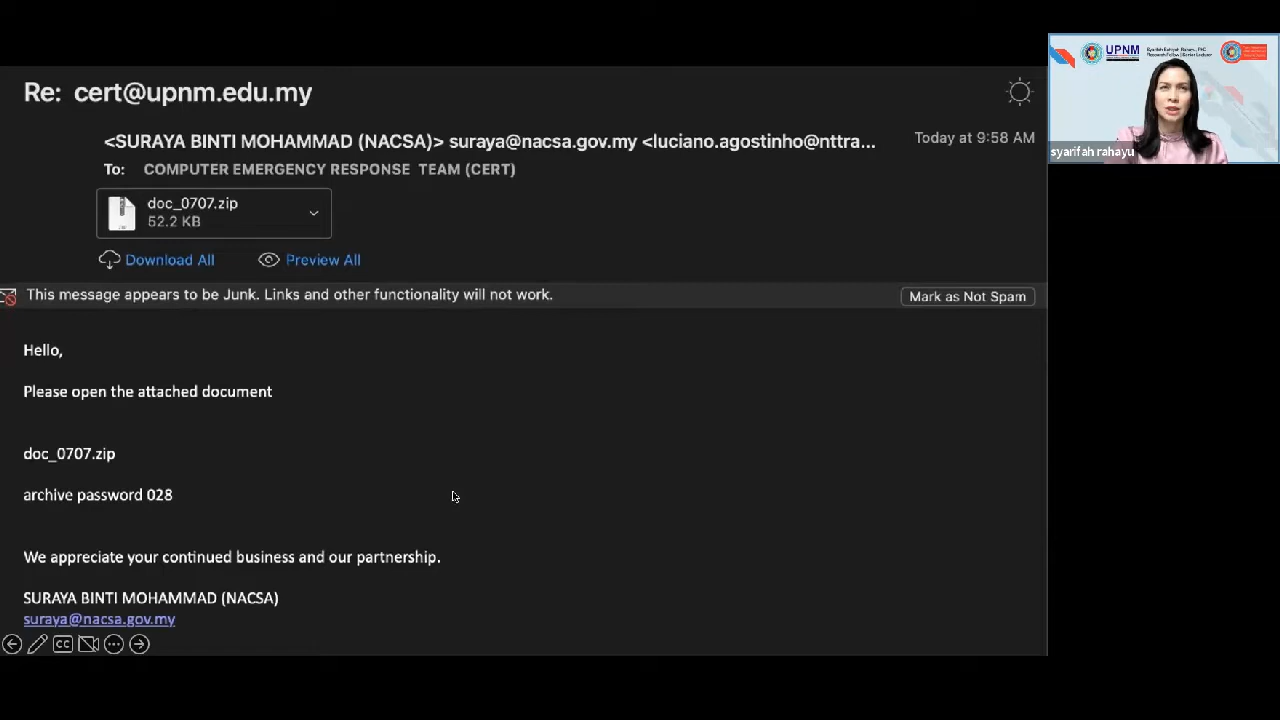 Re: cert@upnm.edu.my
<SURAYA BINTI MOHAMMAD (NACSA)> suraya@nacsa.gov.my <luciano.agostinho@nttra...
Today at 9:58 AM
To: COMPUTER EMERGENCY RESPONSE TEAM (CERT)
doc_0707.zip
52.2 KB
Download All
Preview All
This message appears to be Junk. Links and other functionality will not work.
Mark as Not Spam
Hello,
Please open the attached document
doc_0707.zip
archive password 028
We appreciate your continued business and our partnership.
SURAYA BINTI MOHAMMAD (NACSA)
suraya@nacsa.gov.my
CC
UPNM
syarifah rahayu